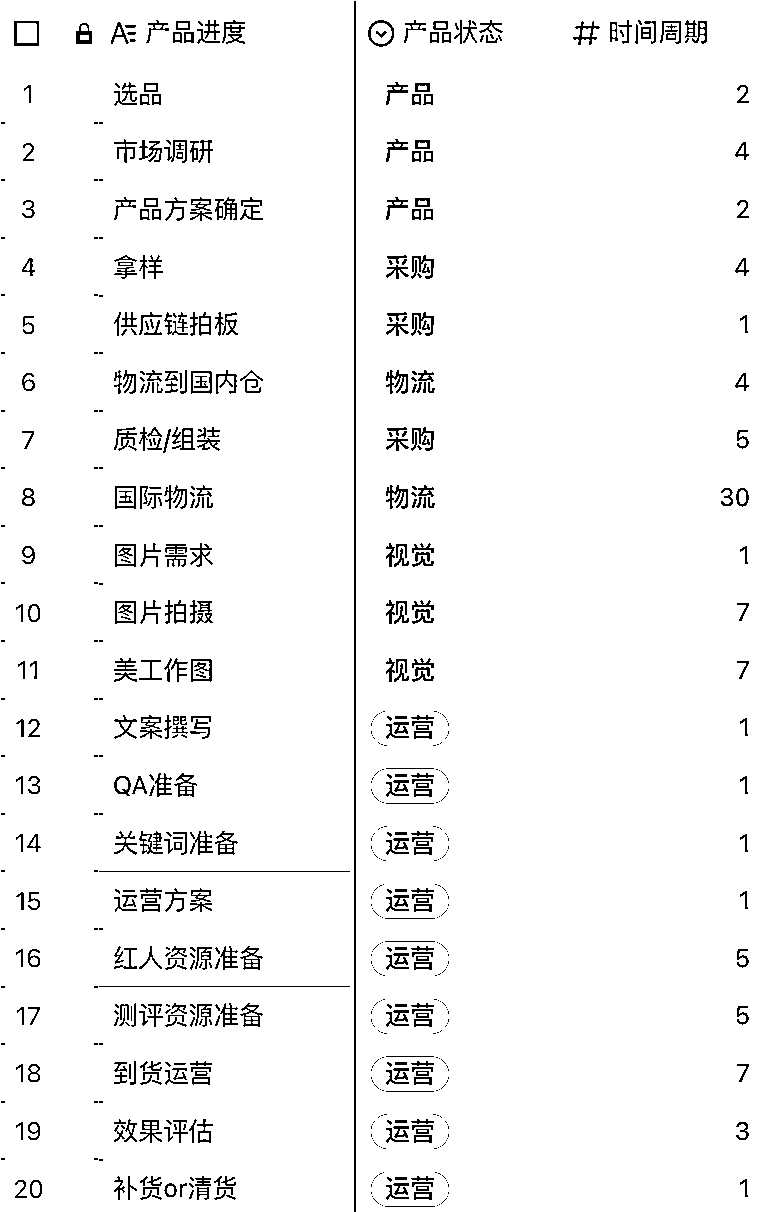 产品进度 产品状态 时间周期
1 选品 产品 2
2 市场调研 产品 4
3 产品方案确定 产品 2
4 拿样 采购 4
5 供应链拍板 采购 1
6 物流到国内仓 物流 4
7 质检/组装 采购 5
8 国际物流 物流 30
9 图片需求 视觉 1
10 图片拍摄 视觉 7
11 美工作图 视觉 7
12 文案撰写 运营 1
13 QA准备 运营 1
14 关键词准备 运营 1
15 运营方案 运营 1
16 红人资源准备 运营 5
17 测评资源准备 运营 5
18 到货运营 运营 7
19 效果评估 运营 3
20 补货or清货 运营 1